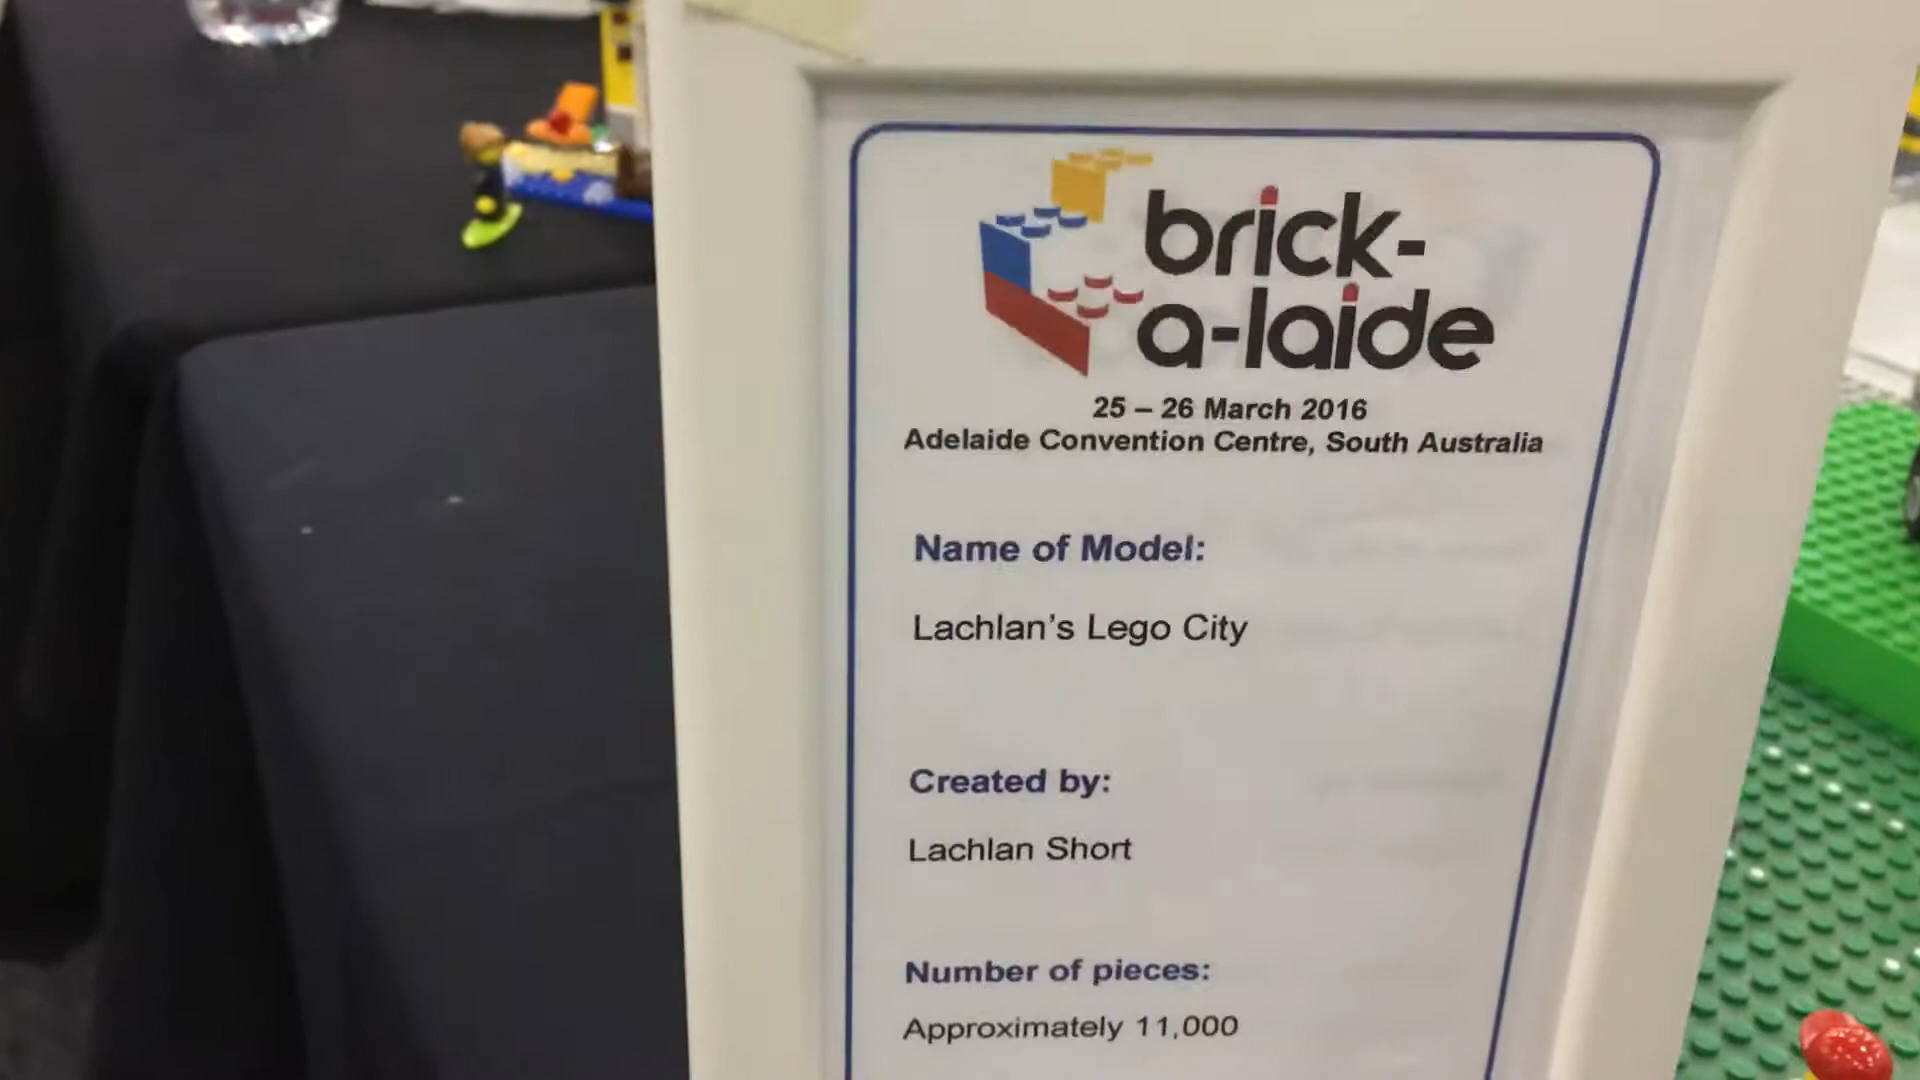 brick-
a-laide
25 – 26 March 2016
Adelaide Convention Centre, South Australia
Name of Model:
Lachlan's Lego City
Created by:
Lachlan Short
Number of pieces:
Approximately 11,000